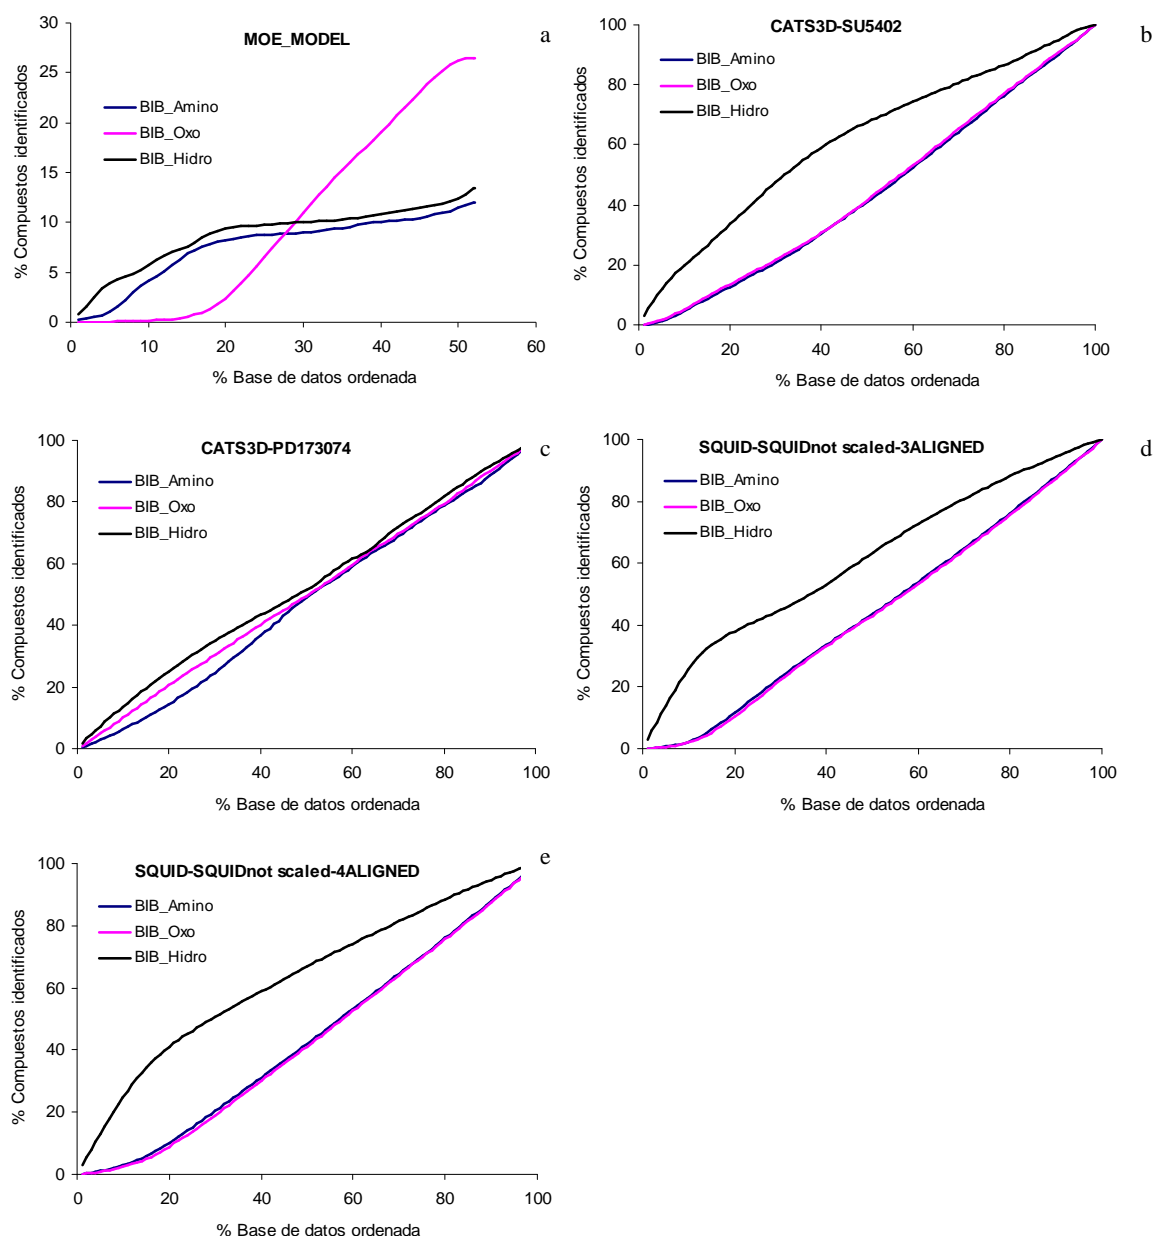 MOE_MODEL
a
% Compuestos identificados
30
25
20
15
10
5
0
BIB_Amino
BIB_Oxo
BIB_Hidro
0 10 20 30 40 50 60
% Base de datos ordenada
CATS3D-SU5402
b
% Compuestos identificados
100
80
60
40
20
0
BIB_Amino
BIB_Oxo
BIB_Hidro
0 20 40 60 80 100
% Base de datos ordenada
CATS3D-PD173074
c
% Compuestos identificados
100
80
60
40
20
0
BIB_Amino
BIB_Oxo
BIB_Hidro
0 20 40 60 80 100
% Base de datos ordenada
SQUID-SQUIDnot scaled-3ALIGNED
d
% Compuestos identificados
100
80
60
40
20
0
BIB_Amino
BIB_Oxo
BIB_Hidro
0 20 40 60 80 100
% Base de datos ordenada
SQUID-SQUIDnot scaled-4ALIGNED
e
% Compuestos identificados
100
80
60
40
20
0
BIB_Amino
BIB_Oxo
BIB_Hidro
0 20 40 60 80 100
% Base de datos ordenada